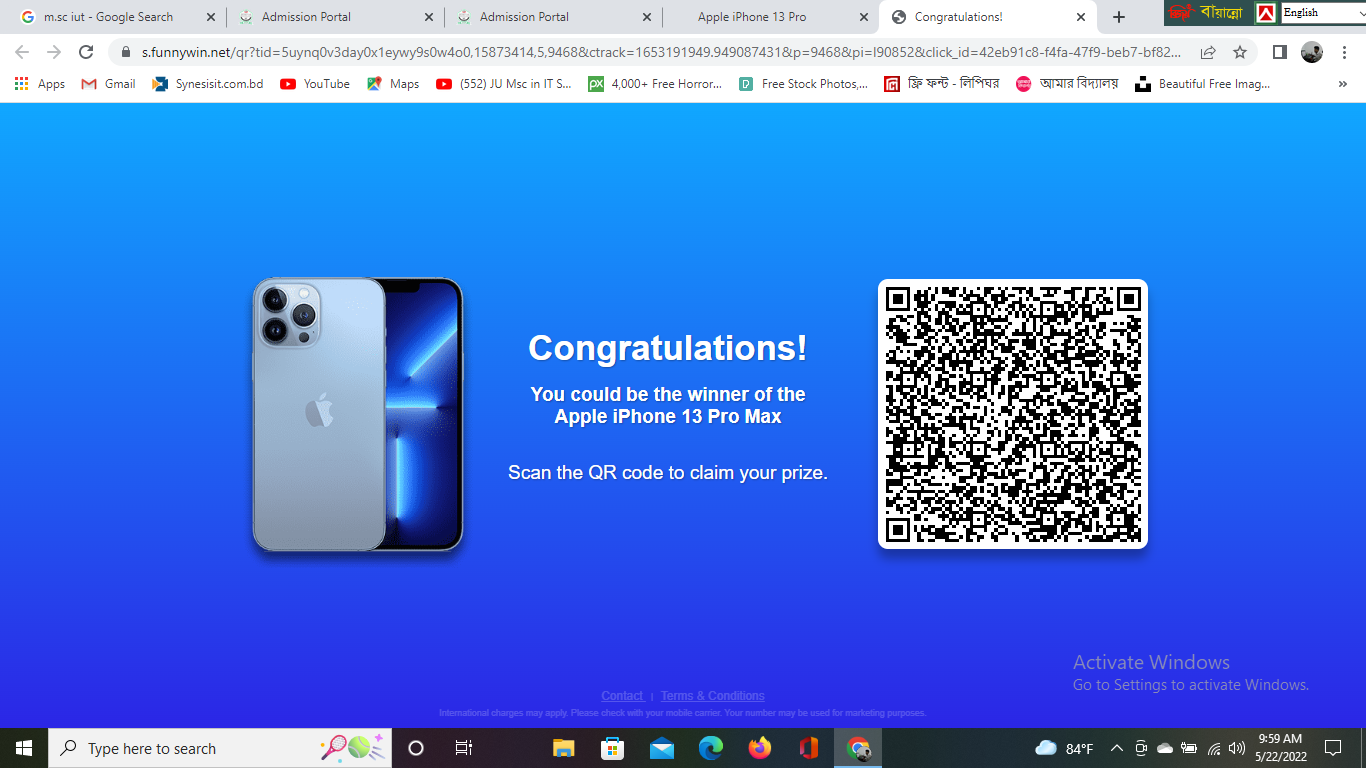 m.sc iut - Google Search
Admission Portal
Admission Portal
Apple iPhone 13 Pro
Congratulations!
বায়ান্নো
English
s.funnywin.net/qr?tid=5uynq0v3day0x1eywy9s0w4o0,15873414,5,9468&ctrack=1653191949.949087431&p=9468&pi=I90852&click_id=42eb91c8-f4fa-47f9-beb7-bf82...
Apps
Gmail
Synesisit.com.bd
YouTube
Maps
(552) JU Msc in IT S...
4,000+ Free Horror...
Free Stock Photos,...
ফ্রি ফন্ট - লিপিঘর
আমার বিদ্যালয়
Beautiful Free Imag...
»
Congratulations!
You could be the winner of the
Apple iPhone 13 Pro Max
Scan the QR code to claim your prize.
Activate Windows
Go to Settings to activate Windows.
Contact | Terms & Conditions
International charges may apply. Please check with your mobile carrier. Your number may be used for marketing purposes.
Type here to search
84°F
9:59 AM
5/22/2022